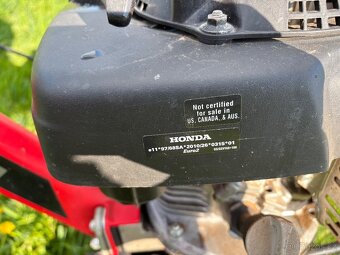 Not certified
for sale in
US, CANADA, & AUS.
HONDA
e11*97/68SA*2010/26*0315*01
Euro2